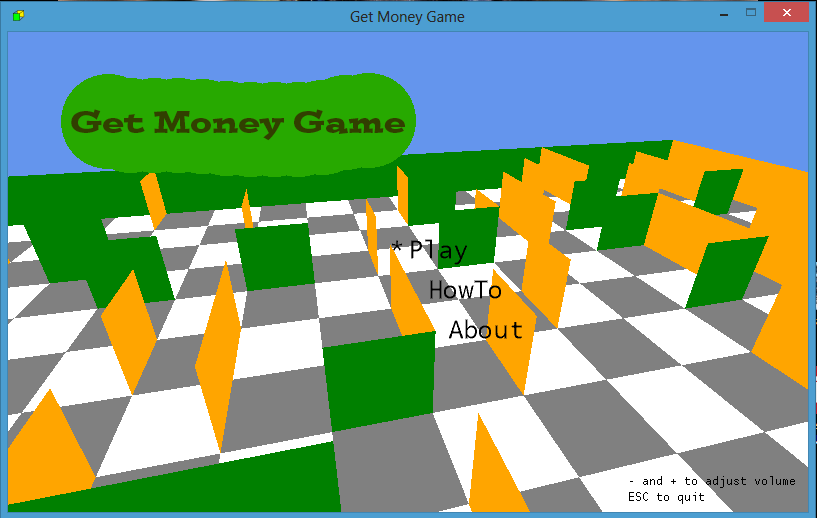 Get Money Game
Get Money Game
* Play
HowTo
About
- and + to adjust volume
ESC to quit